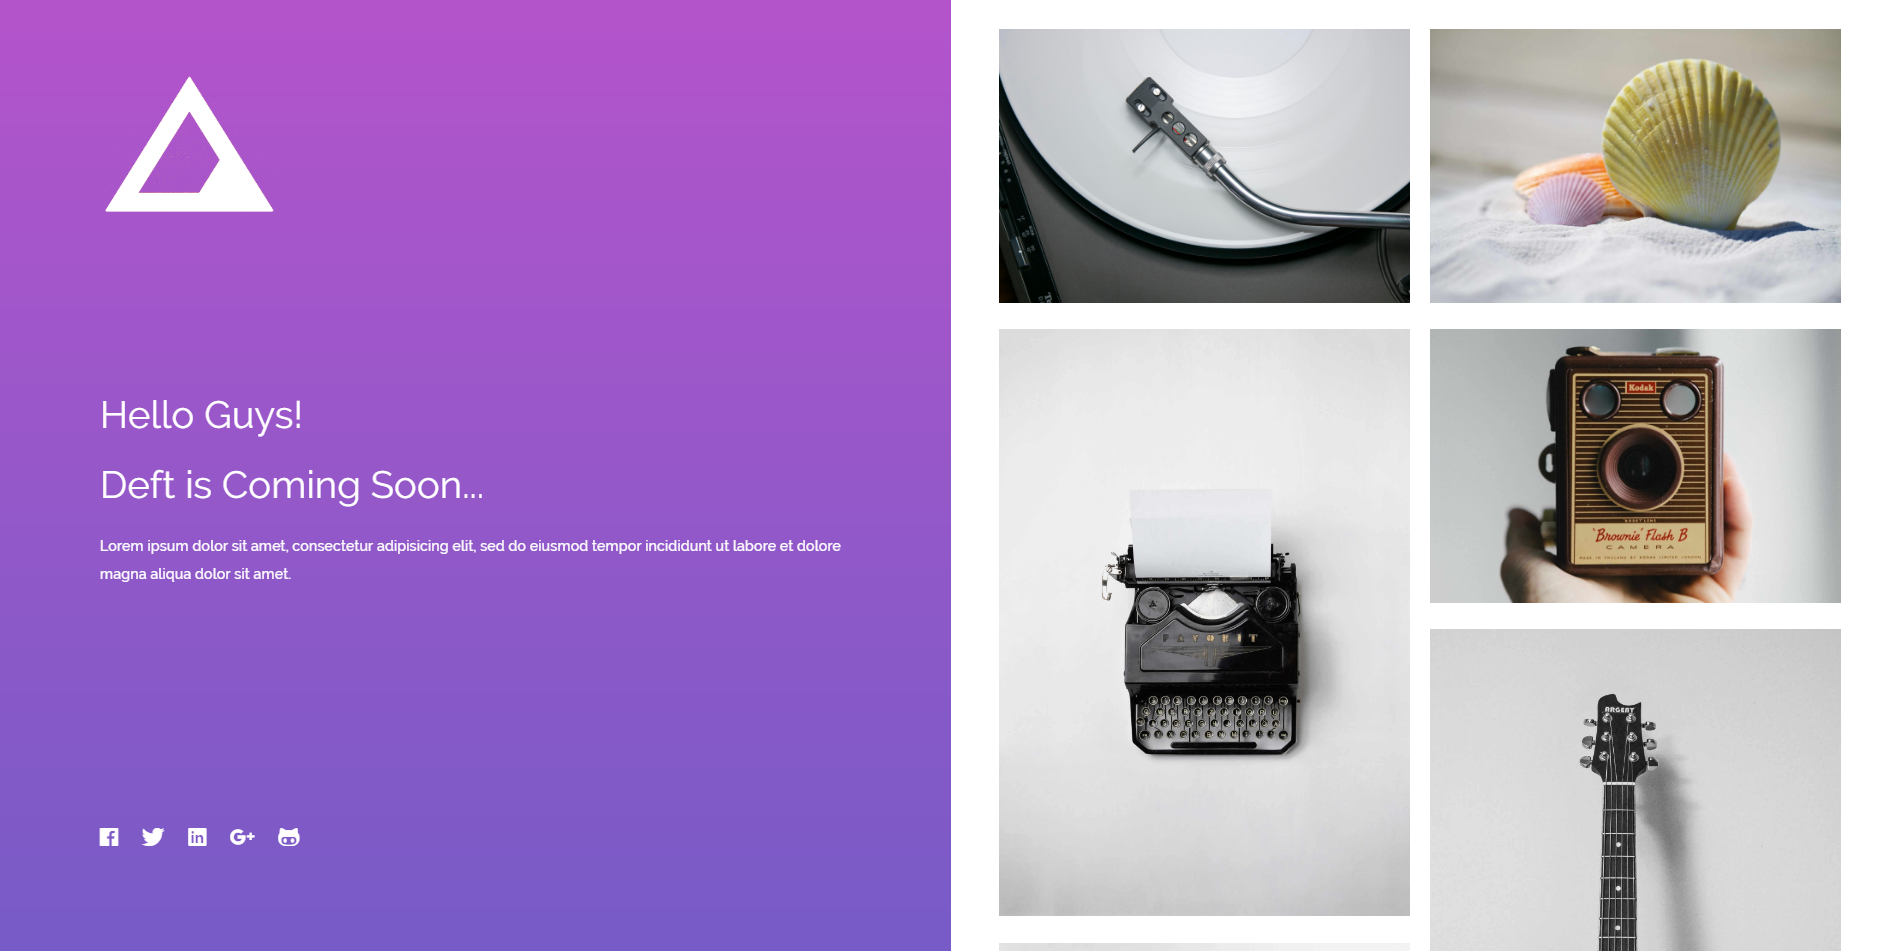 Hello Guys!
Deft is Coming Soon...
Lorem ipsum dolor sit amet, consectetur adipisicing elit, sed do eiusmod tempor incididunt ut labore et dolore
magna aliqua dolor sit amet.
Kodak
'Brownie' Flash B
CAMERA
FAVORIT
ARGENT